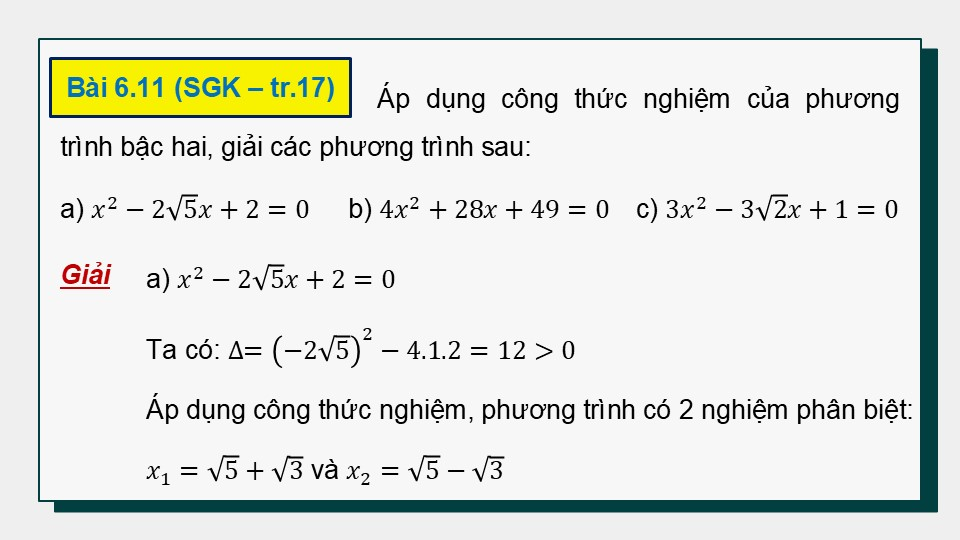 Bài 6.11 (SGK – tr.17) Áp dụng công thức nghiệm của phương
trình bậc hai, giải các phương trình sau:
a) x² − 2√5x + 2 = 0 b) 4x² + 28x + 49 = 0 c) 3x² − 3√2x + 1 = 0
Giải a) x² − 2√5x + 2 = 0
Ta có: Δ= (−2√5)² − 4.1.2 = 12 > 0
Áp dụng công thức nghiệm, phương trình có 2 nghiệm phân biệt:
x₁ = √5 + √3 và x₂ = √5 − √3